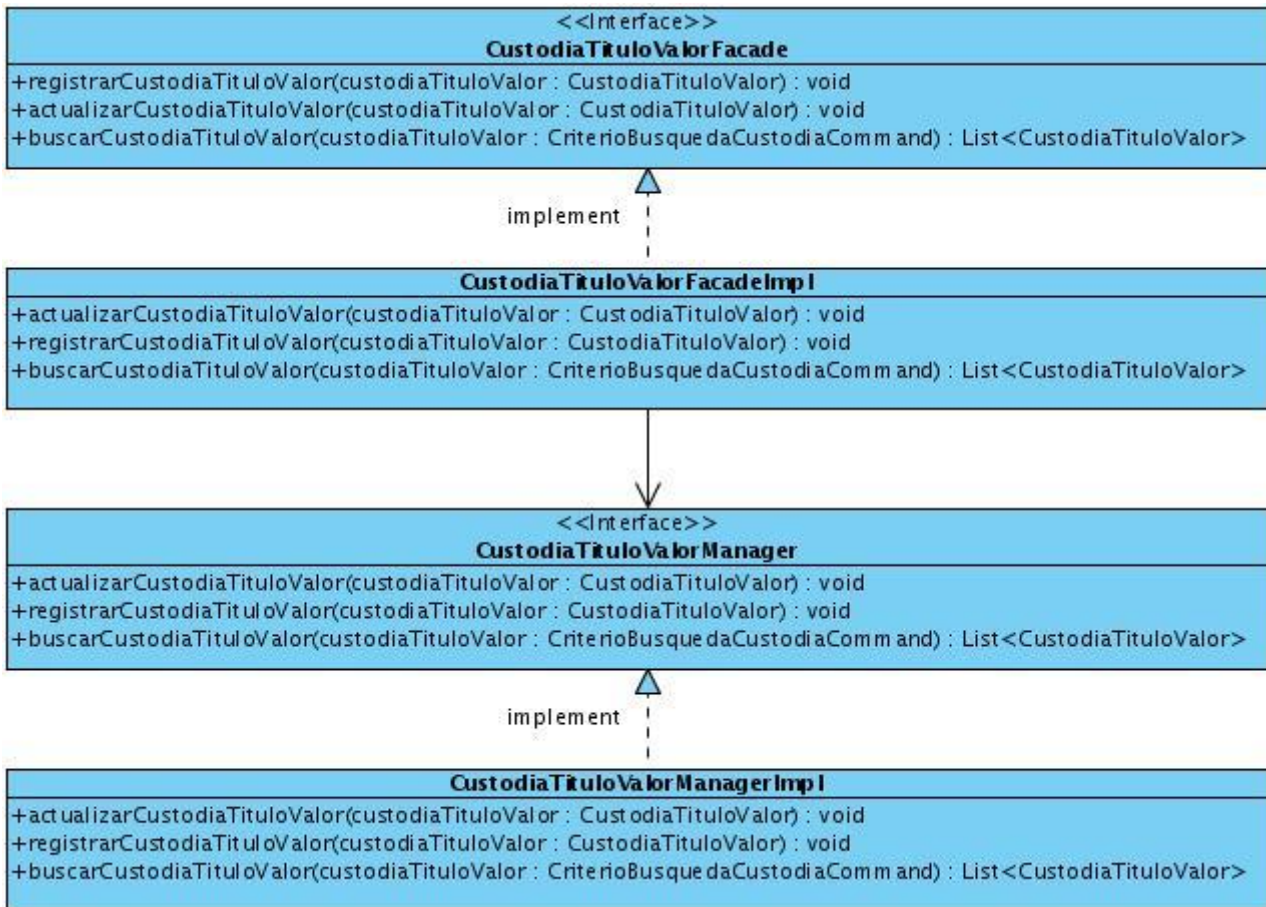 <<Interface>>
CustodiaTituloValorFacade
+registrarCustodiaTituloValor(custodiaTituloValor : CustodiaTituloValor) : void
+actualizarCustodiaTituloValor(custodiaTituloValor : CustodiaTituloValor) : void
+buscarCustodiaTituloValor(custodiaTituloValor : CriterioBusquedaCustodiaCommand) : List<CustodiaTituloValor>
implement
CustodiaTituloValorFacadeImpl
+actualizarCustodiaTituloValor(custodiaTituloValor : CustodiaTituloValor) : void
+registrarCustodiaTituloValor(custodiaTituloValor : CustodiaTituloValor) : void
+buscarCustodiaTituloValor(custodiaTituloValor : CriterioBusquedaCustodiaCommand) : List<CustodiaTituloValor>
<<Interface>>
CustodiaTituloValorManager
+actualizarCustodiaTituloValor(custodiaTituloValor : CustodiaTituloValor) : void
+registrarCustodiaTituloValor(custodiaTituloValor : CustodiaTituloValor) : void
+buscarCustodiaTituloValor(custodiaTituloValor : CriterioBusquedaCustodiaCommand) : List<CustodiaTituloValor>
implement
CustodiaTituloValorManagerImpl
+actualizarCustodiaTituloValor(custodiaTituloValor : CustodiaTituloValor) : void
+registrarCustodiaTituloValor(custodiaTituloValor : CustodiaTituloValor) : void
+buscarCustodiaTituloValor(custodiaTituloValor : CriterioBusquedaCustodiaCommand) : List<CustodiaTituloValor>